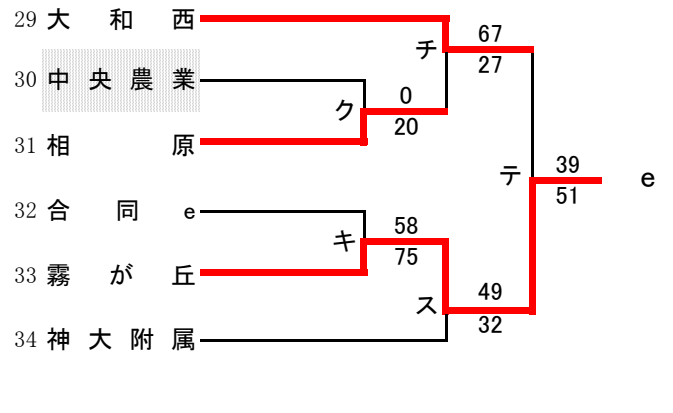 29 大和西
67
チ
27
30 中央農業
0
ク
20
31 相原
39
テ
e
51
32 合同e
58
キ
75
33 霧が丘
49
ス
32
34 神大附属